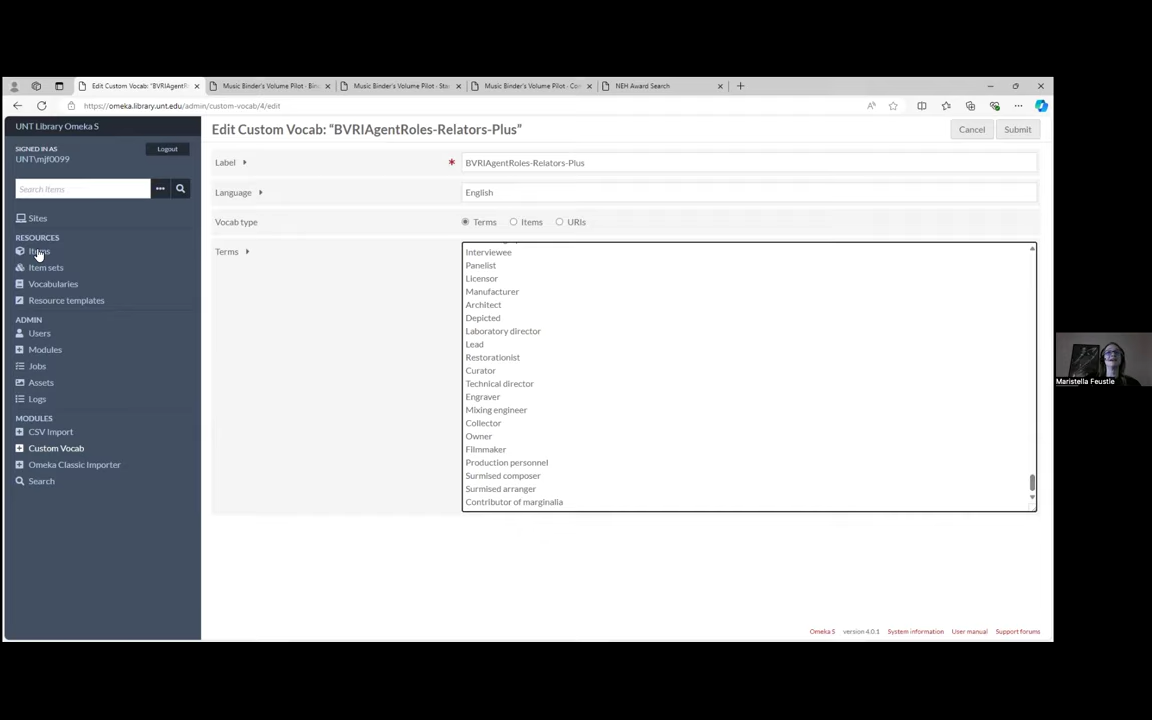 Edit Custom Vocab: "BVRIAgentR
Music Binder's Volume Pilot - Bin
Music Binder's Volume Pilot - Sta
Music Binder's Volume Pilot - Con
NEH Award Search
https://omeka.library.unt.edu/admin/custom-vocab/4/edit
UNT Library Omeka S
SIGNED IN AS
UNT\mjf0099
Logout
Search Items
Sites
RESOURCES
Items
Item sets
Vocabularies
Resource templates
ADMIN
Users
Modules
Jobs
Assets
Logs
MODULES
CSV Import
Custom Vocab
Omeka Classic Importer
Search
Edit Custom Vocab: "BVRIAgentRoles-Relators-Plus"
Cancel
Submit
Label
* BVRIAgentRoles-Relators-Plus
Language
English
Vocab type
Terms Items URIs
Terms
Interviewee
Panelist
Licensor
Manufacturer
Architect
Depicted
Laboratory director
Lead
Restorationist
Curator
Technical director
Engraver
Mixing engineer
Collector
Owner
Filmmaker
Production personnel
Surmised composer
Surmised arranger
Contributor of marginalia
Omeka S version 4.0.1 System information User manual Support forums
Maristella Feustle